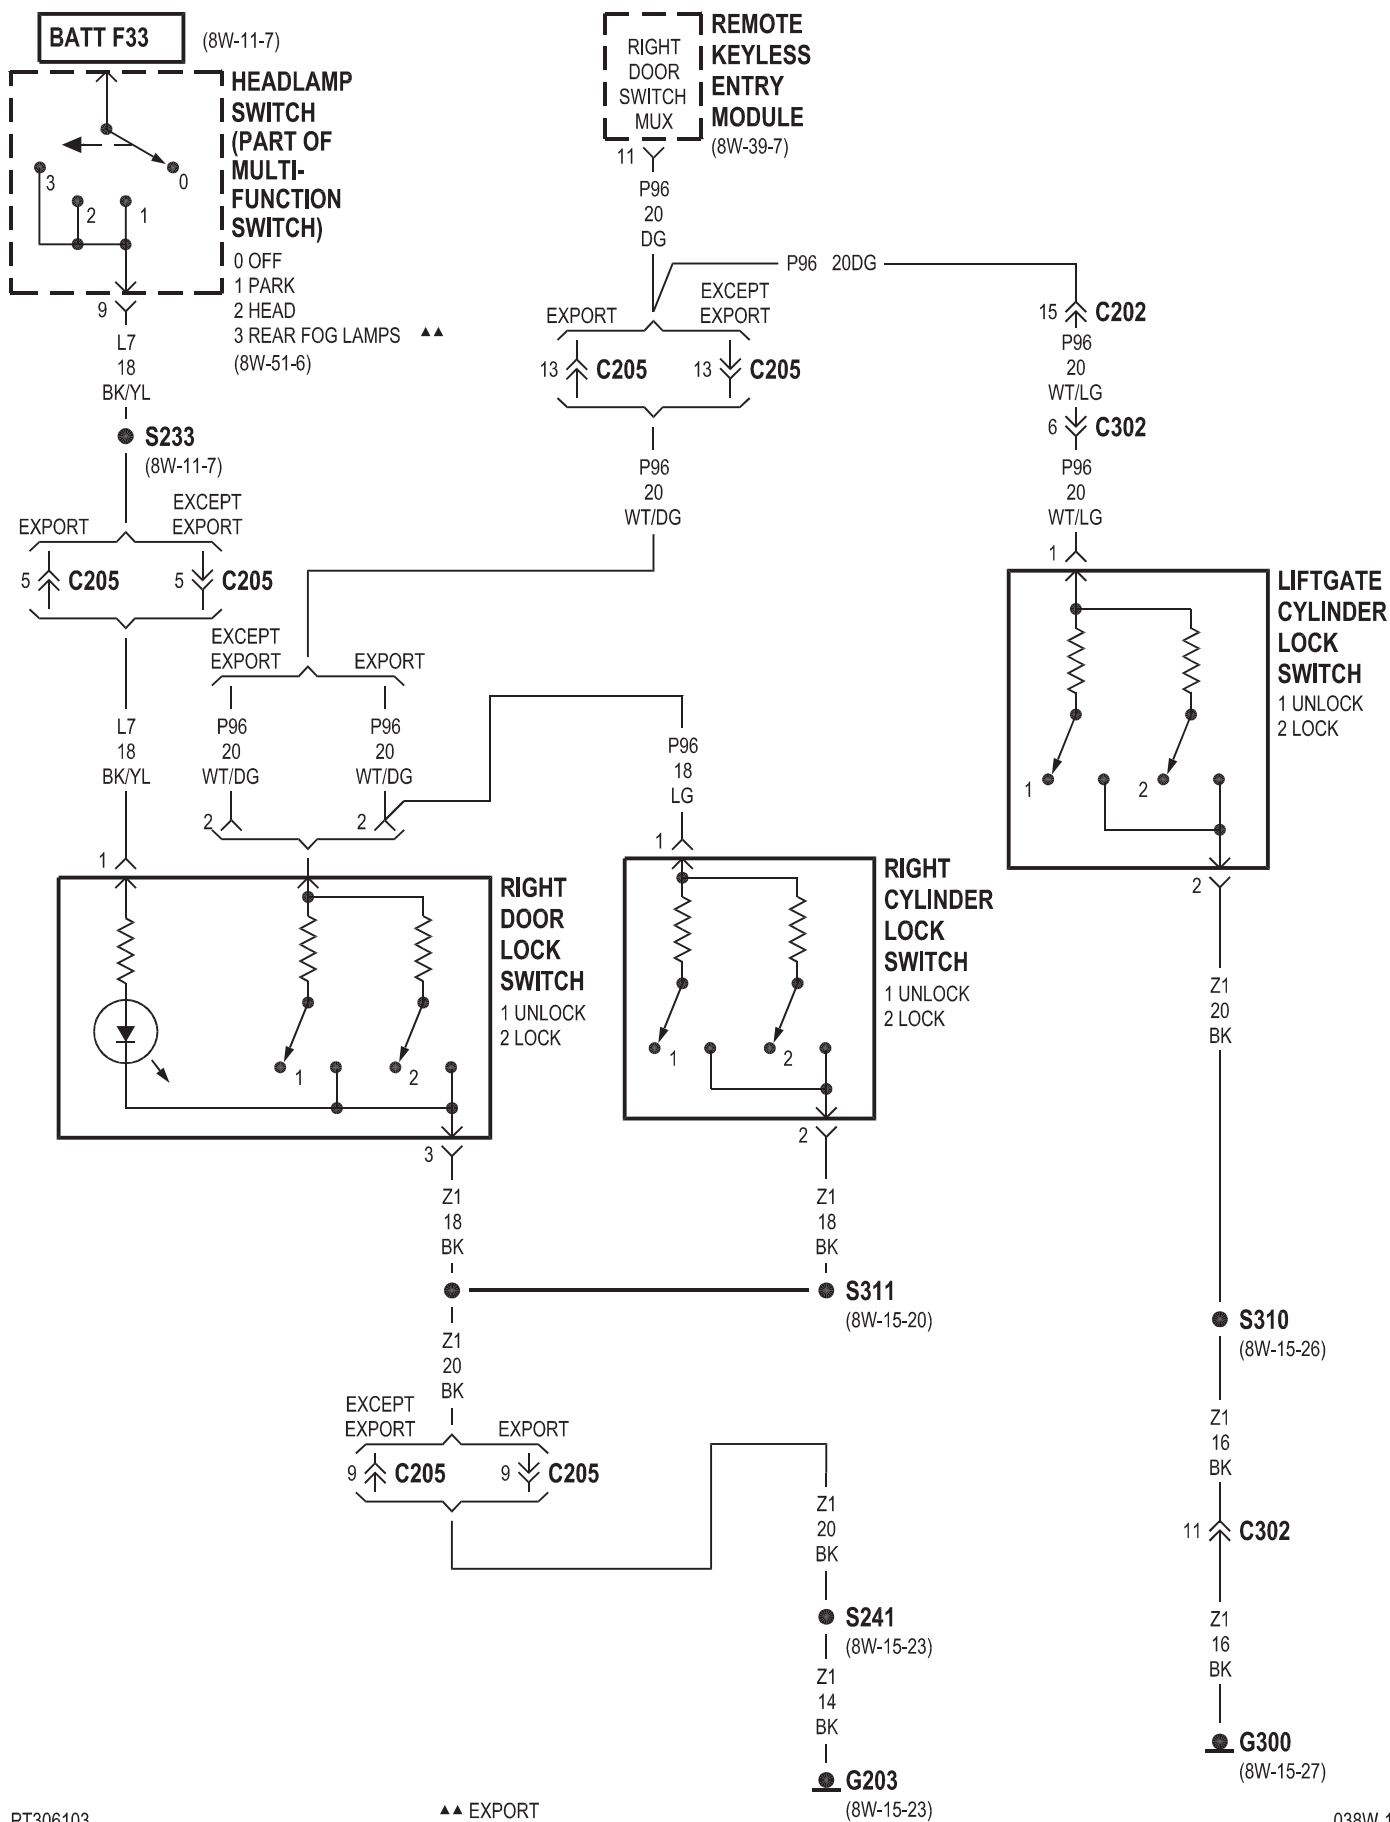 BATT F33
(8W-11-7)
HEADLAMP
SWITCH
(PART OF
MULTI-
FUNCTION
SWITCH)
0 OFF
1 PARK
2 HEAD
3 REAR FOG LAMPS ▲▲
(8W-51-6)
3
2
1
0
9
L7
18
BK/YL
S233
(8W-11-7)
EXPORT
EXCEPT
EXPORT
5 C205
5 C205
L7
18
BK/YL
1
RIGHT
DOOR
SWITCH
MUX
REMOTE
KEYLESS
ENTRY
MODULE
(8W-39-7)
11
P96
20
DG
P96 20DG
EXPORT
EXCEPT
EXPORT
13 C205
13 C205
P96
20
WT/DG
EXCEPT
EXPORT
EXPORT
P96
20
WT/DG
P96
20
WT/DG
2
2
P96
18
LG
1
15 C202
P96
20
WT/LG
6 C302
P96
20
WT/LG
1
LIFTGATE
CYLINDER
LOCK
SWITCH
1 UNLOCK
2 LOCK
1
2
2
RIGHT
DOOR
LOCK
SWITCH
1 UNLOCK
2 LOCK
1
2
3
RIGHT
CYLINDER
LOCK
SWITCH
1 UNLOCK
2 LOCK
1
2
2
Z1
18
BK
Z1
18
BK
S311
(8W-15-20)
Z1
20
BK
EXCEPT
EXPORT
EXPORT
9 C205
9 C205
Z1
20
BK
S241
(8W-15-23)
Z1
14
BK
G203
(8W-15-23)
Z1
20
BK
S310
(8W-15-26)
Z1
16
BK
11 C302
Z1
16
BK
G300
(8W-15-27)
PT306103
▲▲ EXPORT
038W-1